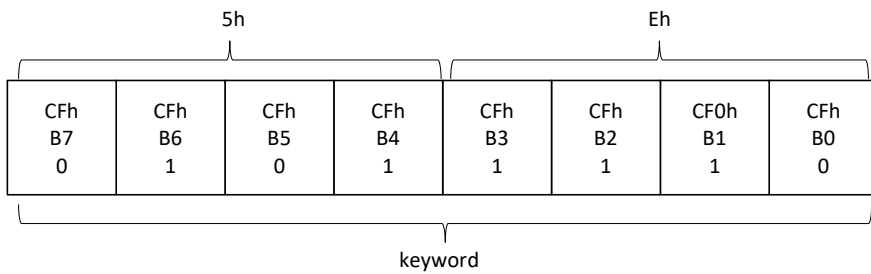 5h Eh
CFh CFh CFh CFh CFh CFh CF0h CFh
B7 B6 B5 B4 B3 B2 B1 B0
0 1 0 1 1 1 1 0
keyword